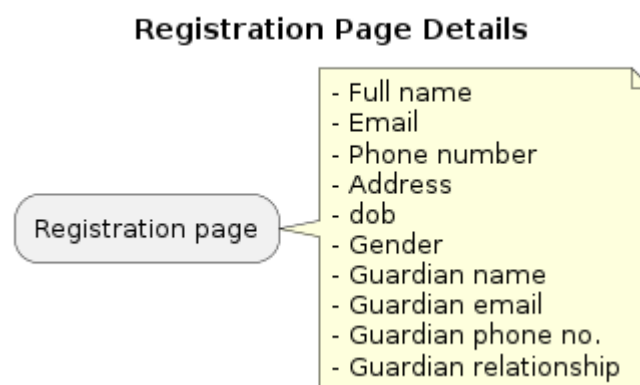 Registration Page Details
Registration page
- Full name
- Email
- Phone number
- Address
- dob
- Gender
- Guardian name
- Guardian email
- Guardian phone no.
- Guardian relationship